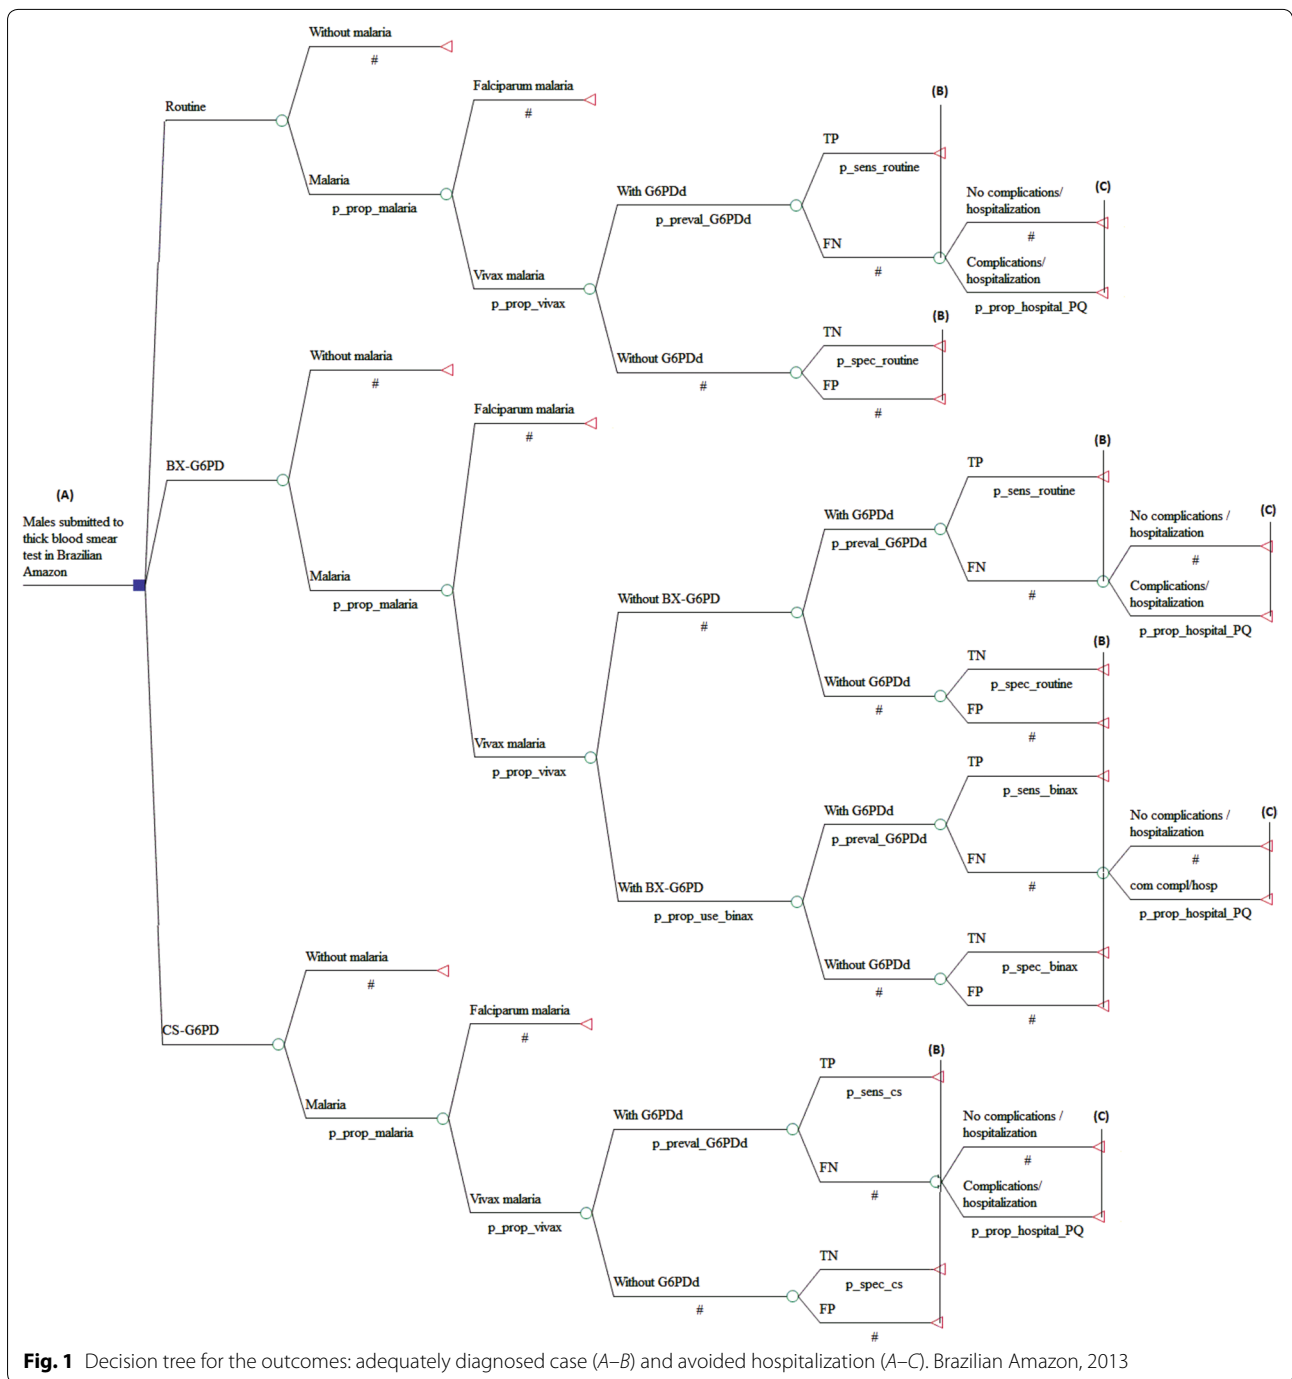 Without malaria
#
Falciparum malaria
#
(B)
Routine
TP
p_sens_routine
Malaria
p_prop_malaria
With G6PDd
p_preval_G6PDd
No complications/
hospitalization
#
(C)
FN
#
Complications/
hospitalization
p_prop_hospital_PQ
Vivax malaria
p_prop_vivax
(B)
TN
p_spec_routine
Without G6PDd
#
FP
#
Without malaria
#
Falciparum malaria
#
(B)
BX-G6PD
TP
p_sens_routine
(A)
Males submitted to
thick blood smear
test in Brazilian
Amazon
With G6PDd
p_preval_G6PDd
No complications /
hospitalization
#
(C)
FN
#
Complications/
hospitalization
p_prop_hospital_PQ
Malaria
p_prop_malaria
Without BX-G6PD
#
(B)
TN
p_spec_routine
Without G6PDd
#
FP
#
Vivax malaria
p_prop_vivax
TP
p_sens_binax
With G6PDd
p_preval_G6PDd
No complications /
hospitalization
#
(C)
FN
#
com compl/hosp
p_prop_hospital_PQ
With BX-G6PD
p_prop_use_binax
TN
p_spec_binax
Without G6PDd
#
FP
#
Without malaria
#
Falciparum malaria
#
CS-G6PD
(B)
TP
p_sens_cs
Malaria
p_prop_malaria
With G6PDd
p_preval_G6PDd
No complications /
hospitalization
#
(C)
FN
#
Complications/
hospitalization
p_prop_hospital_PQ
Vivax malaria
p_prop_vivax
TN
p_spec_cs
Without G6PDd
#
FP
#
Fig. 1 Decision tree for the outcomes: adequately diagnosed case (A–B) and avoided hospitalization (A–C). Brazilian Amazon, 2013